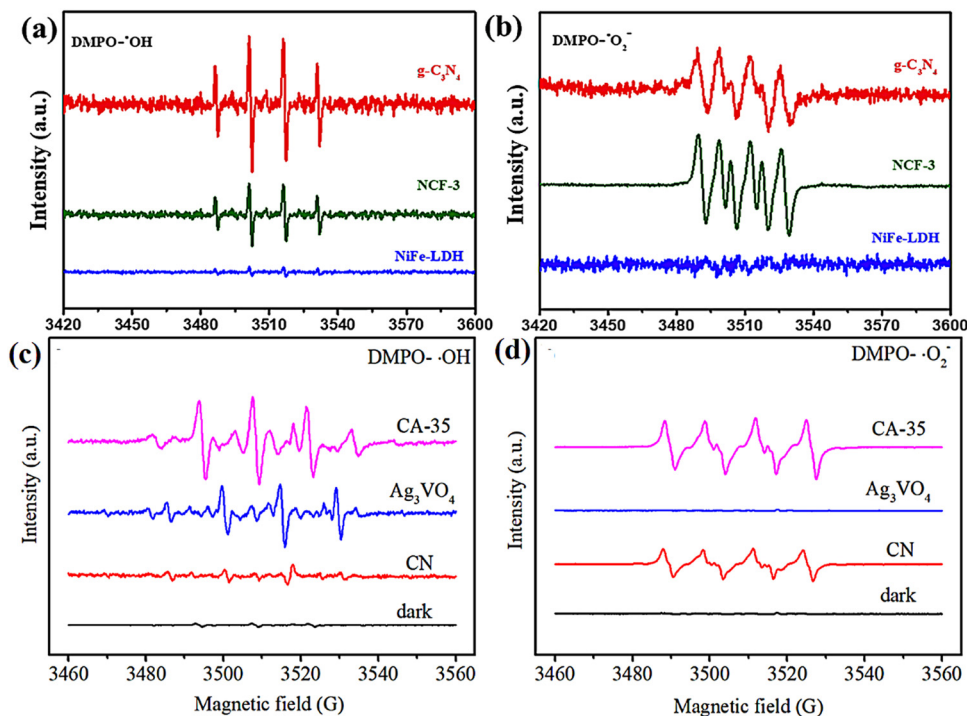 (a)
DMPO-•OH
g-C₃N₄
NCF-3
NiFe-LDH
Intensity (a.u.)
3420 3450 3480 3510 3540 3570 3600
(b)
DMPO-•O₂⁻
g-C₃N₄
NCF-3
NiFe-LDH
Intensity (a.u.)
3420 3450 3480 3510 3540 3570 3600
(c)
DMPO- ·OH
CA-35
Ag₃VO₄
CN
dark
Intensity (a.u.)
3460 3480 3500 3520 3540 3560
Magnetic field (G)
(d)
DMPO- ·O₂⁻
CA-35
Ag₃VO₄
CN
dark
Intensity (a.u.)
3460 3480 3500 3520 3540 3560
Magnetic field (G)